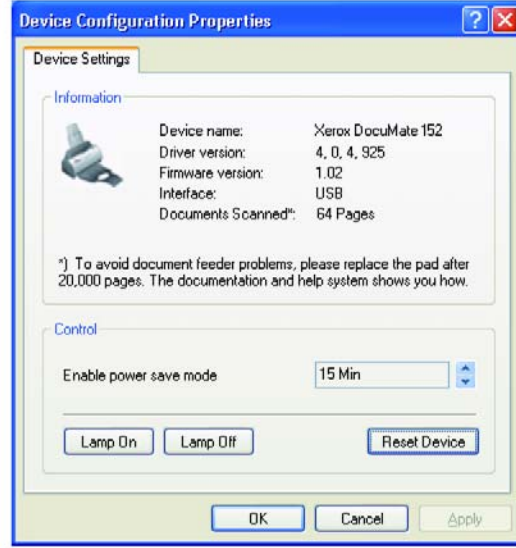 Device Configuration Properties
Device Settings
Information
Device name: Xerox DocuMate 152
Driver version: 4, 0, 4, 925
Firmware version: 1.02
Interface: USB
Documents Scanned*: 64 Pages
*) To avoid document feeder problems, please replace the pad after
20,000 pages. The documentation and help system shows you how.
Control
Enable power save mode 15 Min
Lamp On Lamp Off Reset Device
OK Cancel Apply